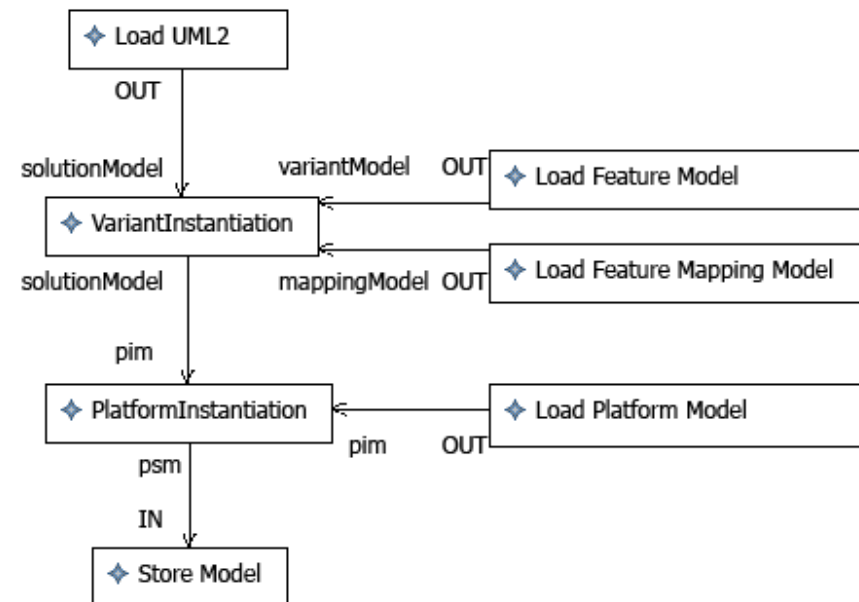 Load UML2
OUT
solutionModel
variantModel OUT
Load Feature Model
VariantInstantiation
Load Feature Mapping Model
solutionModel
mappingModel OUT
pim
PlatformInstantiation
Load Platform Model
pim OUT
psm
IN
Store Model